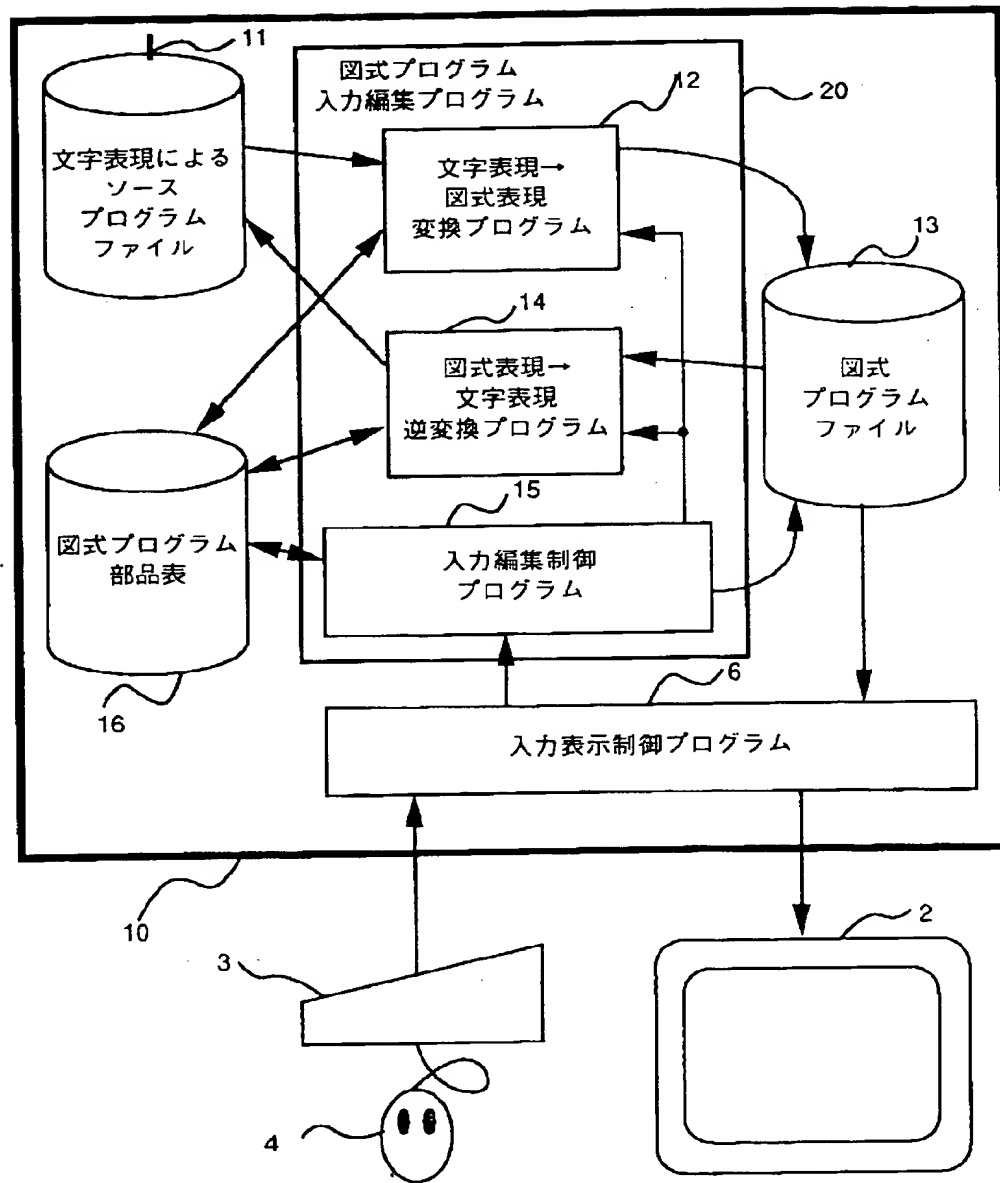 11
文字表現による
ソース
プログラム
ファイル
図式プログラム
入力編集プログラム
20
12
文字表現→
図式表現
変換プログラム
13
図式
プログラム
ファイル
14
図式表現→
文字表現
逆変換プログラム
15
入力編集制御
プログラム
図式プログラム
部品表
16
6
入力表示制御プログラム
10
3
4
2